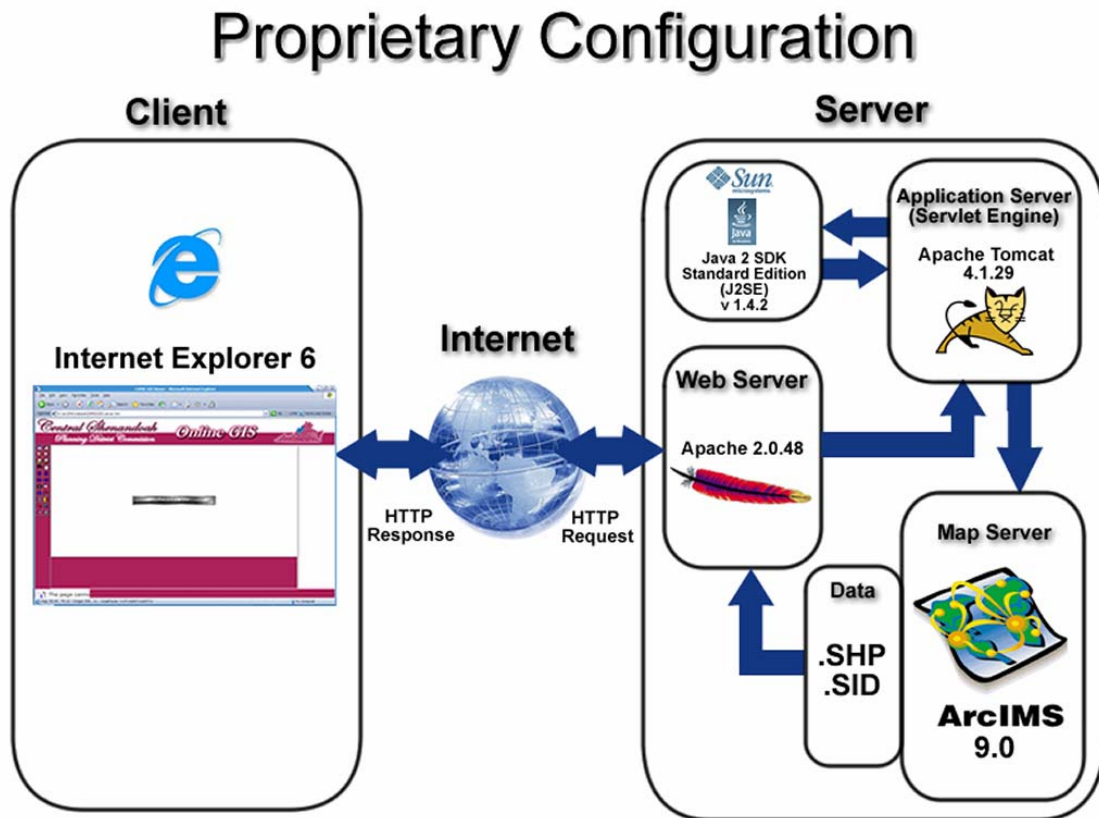 Proprietary Configuration
Client
Internet Explorer 6
Central Shenandoah
Planning District Commission
Online GIS
Internet
HTTP
Response
HTTP
Request
Server
Sun
microsystems
Java
Java 2 SDK
Standard Edition
(J2SE)
v 1.4.2
Application Server
(Servlet Engine)
Apache Tomcat
4.1.29
Web Server
Apache 2.0.48
Data
.SHP
.SID
Map Server
ArcIMS
9.0